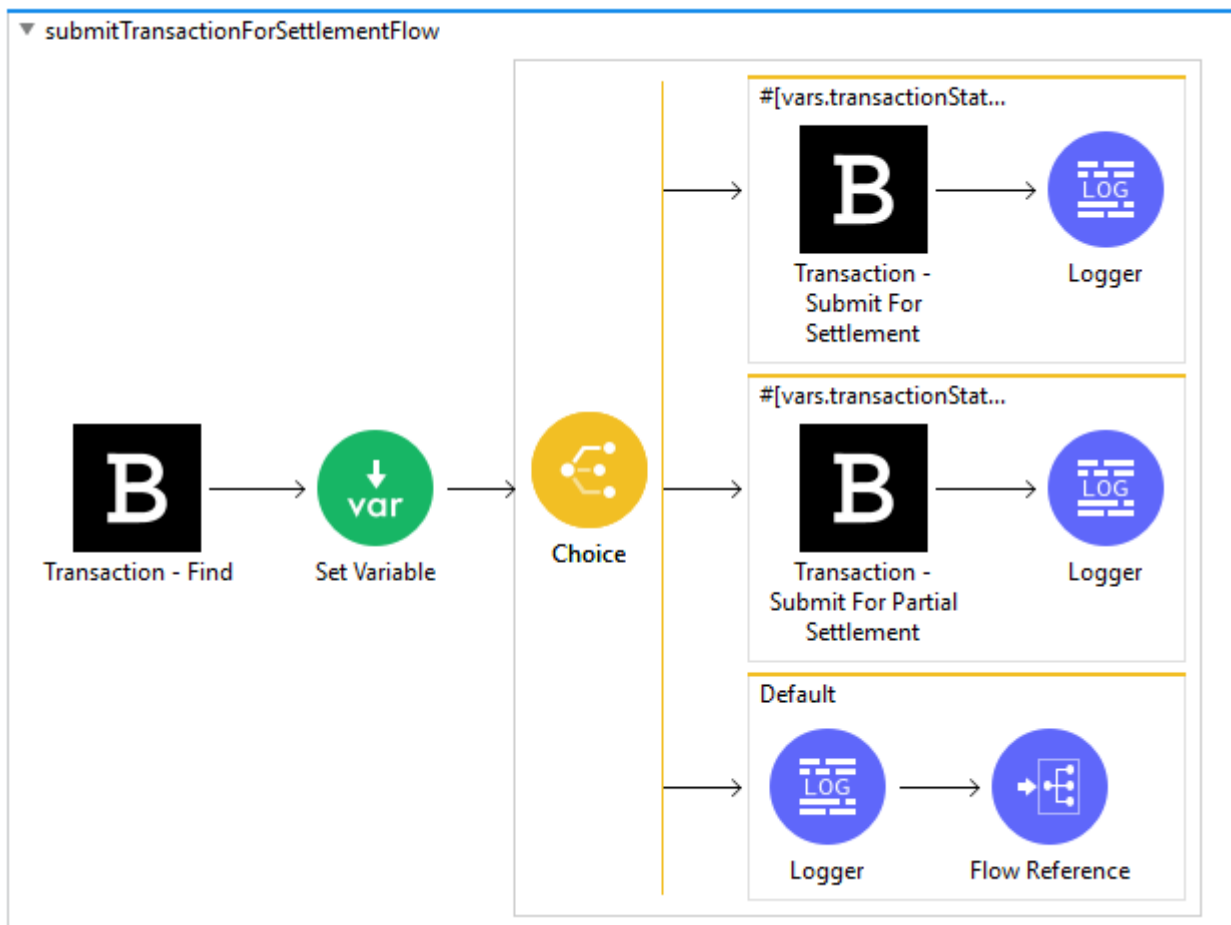 submitTransactionForSettlementFlow
#[vars.transactionStat...
B
LOG
Transaction -
Submit For
Settlement
Logger
#[vars.transactionStat...
B
var
B
LOG
Transaction - Find
Set Variable
Choice
Transaction -
Submit For Partial
Settlement
Logger
Default
LOG
Logger
Flow Reference